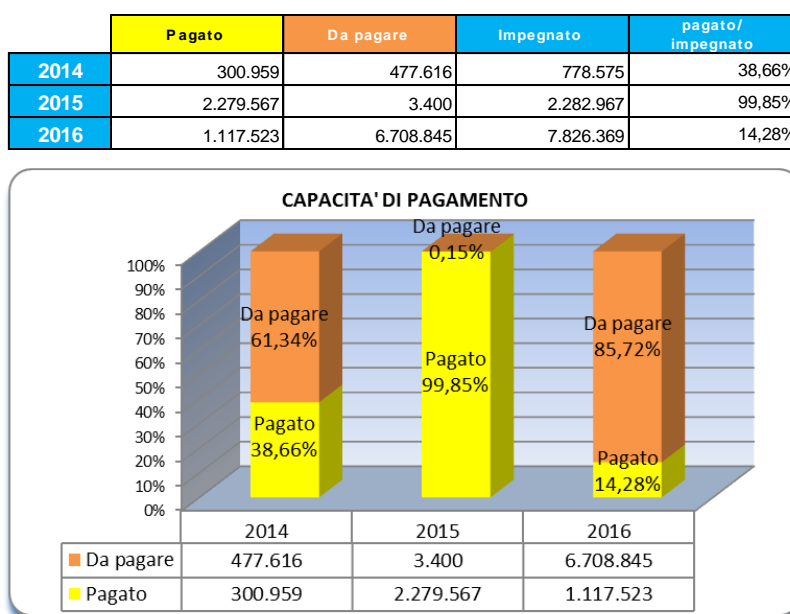 Pagato Da pagare Impegnato pagato/
impegnato
2014 300.959 477.616 778.575 38,66%
2015 2.279.567 3.400 2.282.967 99,85%
2016 1.117.523 6.708.845 7.826.369 14,28%
CAPACITA' DI PAGAMENTO
100%
90%
80%
70%
60%
50%
40%
30%
20%
10%
0%
Da pagare
61,34%
Pagato
38,66%
Da pagare
0,15%
Pagato
99,85%
Da pagare
85,72%
Pagato
14,28%
2014 2015 2016
Da pagare 477.616 3.400 6.708.845
Pagato 300.959 2.279.567 1.117.523